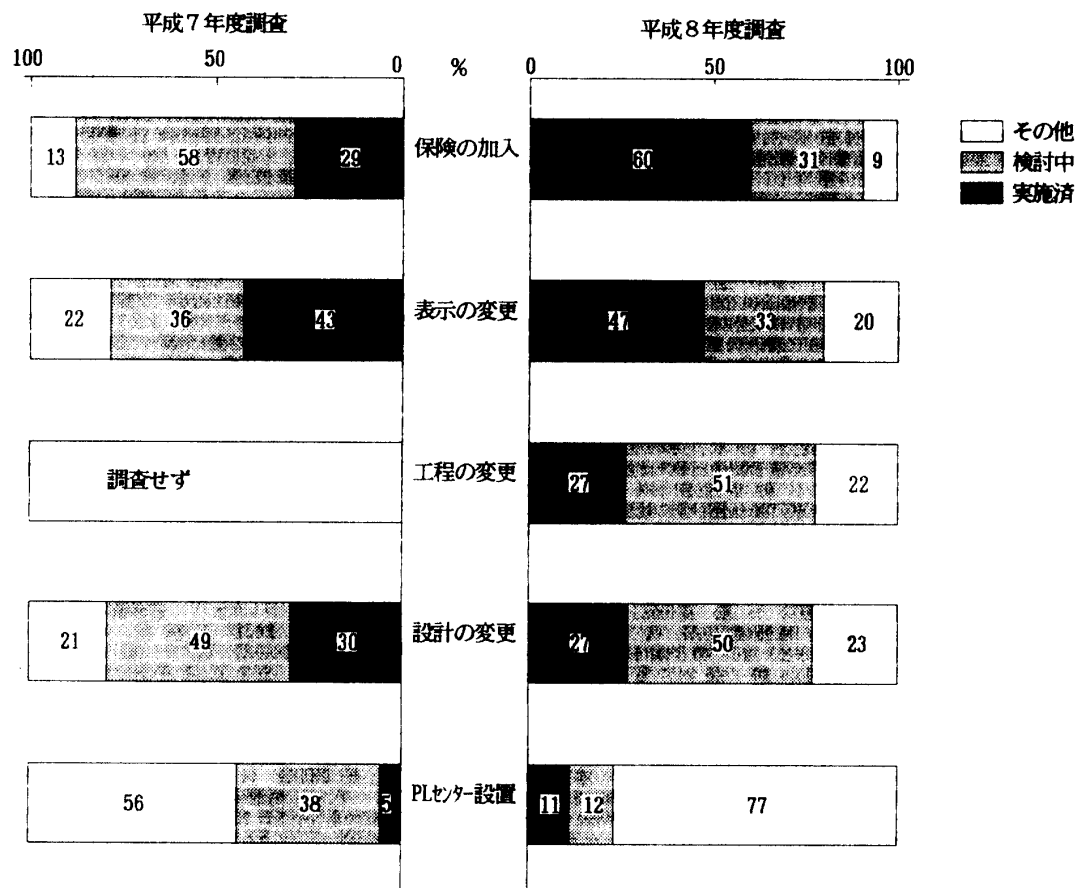 平成7年度調査
平成8年度調査
100 50 0 % 0 50 100
その他
検討中
実施済
13 58 29 保険の加入 60 31 9
22 36 43 表示の変更 47 33 20
調査せず 工程の変更 27 51 22
21 49 30 設計の変更 27 50 23
56 38 5 PLセンター設置 11 12 77